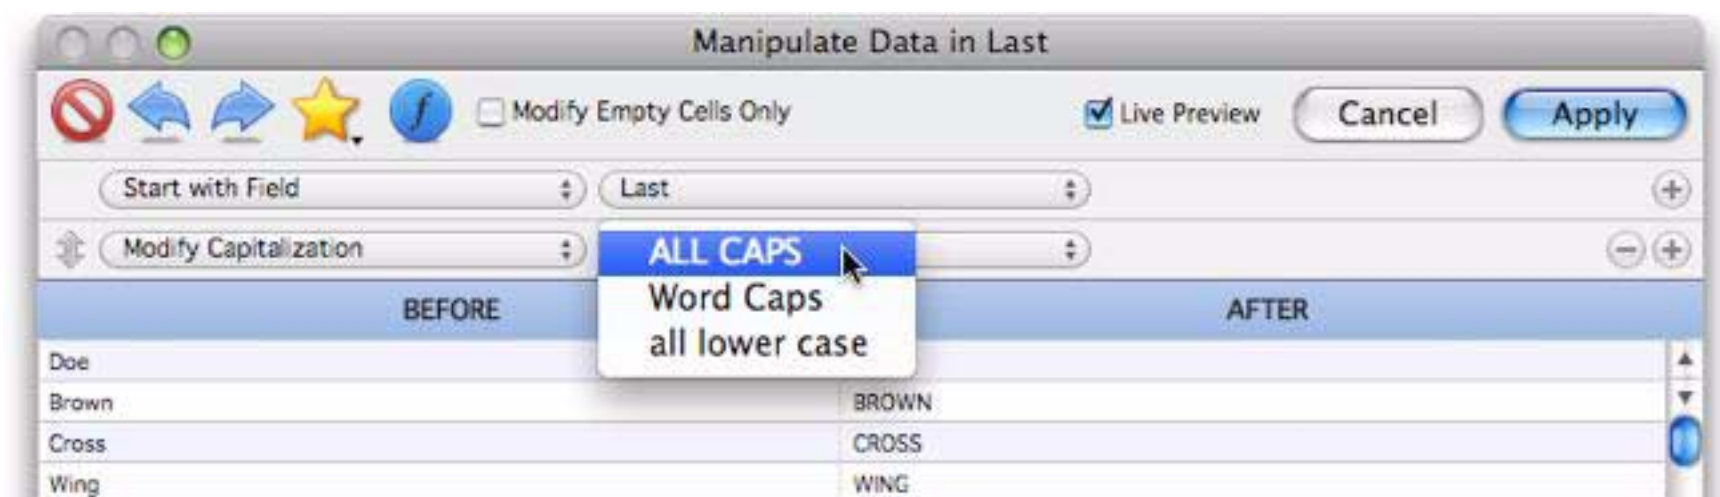 Manipulate Data in Last
f Modify Empty Cells Only Live Preview Cancel Apply
Start with Field Last
Modify Capitalization ALL CAPS
Word Caps
all lower case
BEFORE AFTER
Doe
Brown BROWN
Cross CROSS
Wing WING